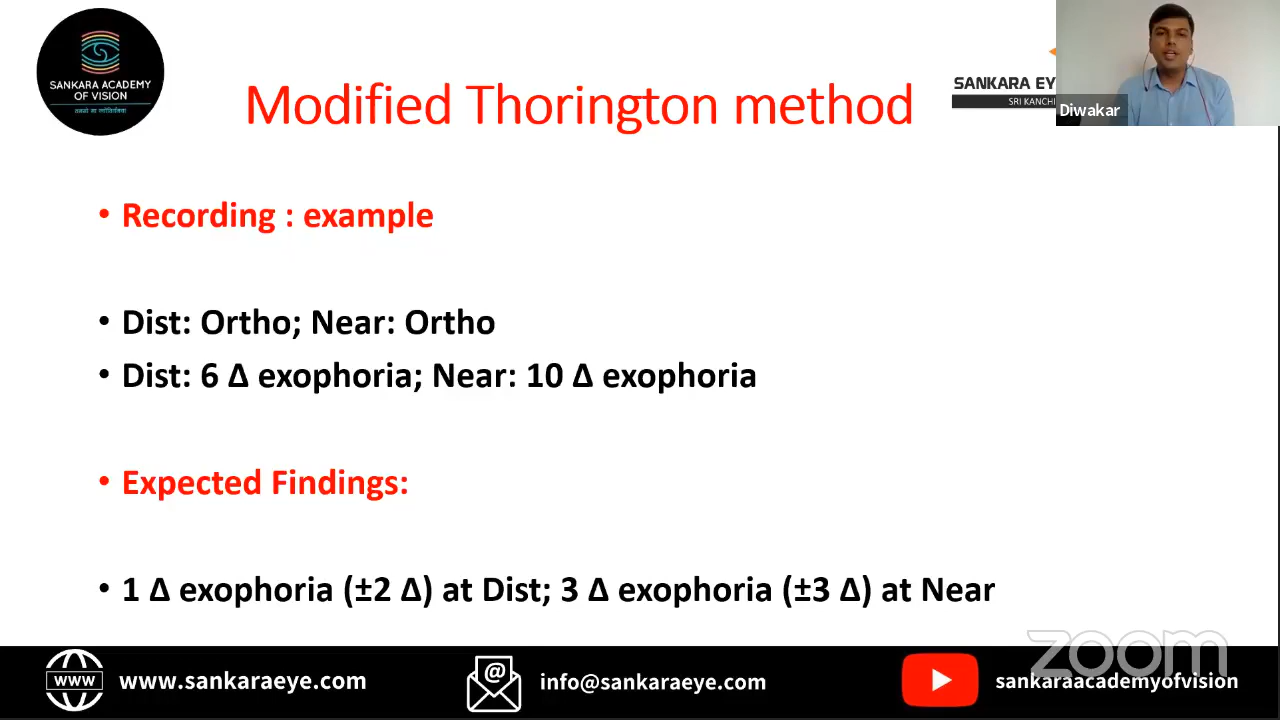 SANKARA ACADEMY
OF VISION
Modified Thorington method
SANKARA EY
SRI KANCH
Diwakar
• Recording : example
• Dist: Ortho; Near: Ortho
• Dist: 6 Δ exophoria; Near: 10 Δ exophoria
• Expected Findings:
• 1 Δ exophoria (±2 Δ) at Dist; 3 Δ exophoria (±3 Δ) at Near
zoom
www
www.sankaraeye.com
@
info@sankaraeye.com
sankaraacademyofvision